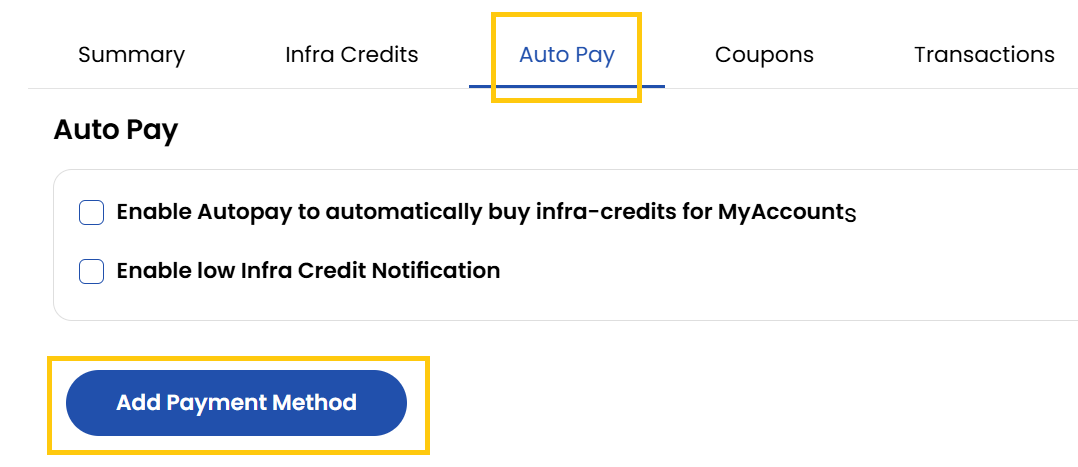 Summary Infra Credits Auto Pay Coupons Transactions
Auto Pay
Enable Autopay to automatically buy infra-credits for MyAccounts
Enable low Infra Credit Notification
Add Payment Method